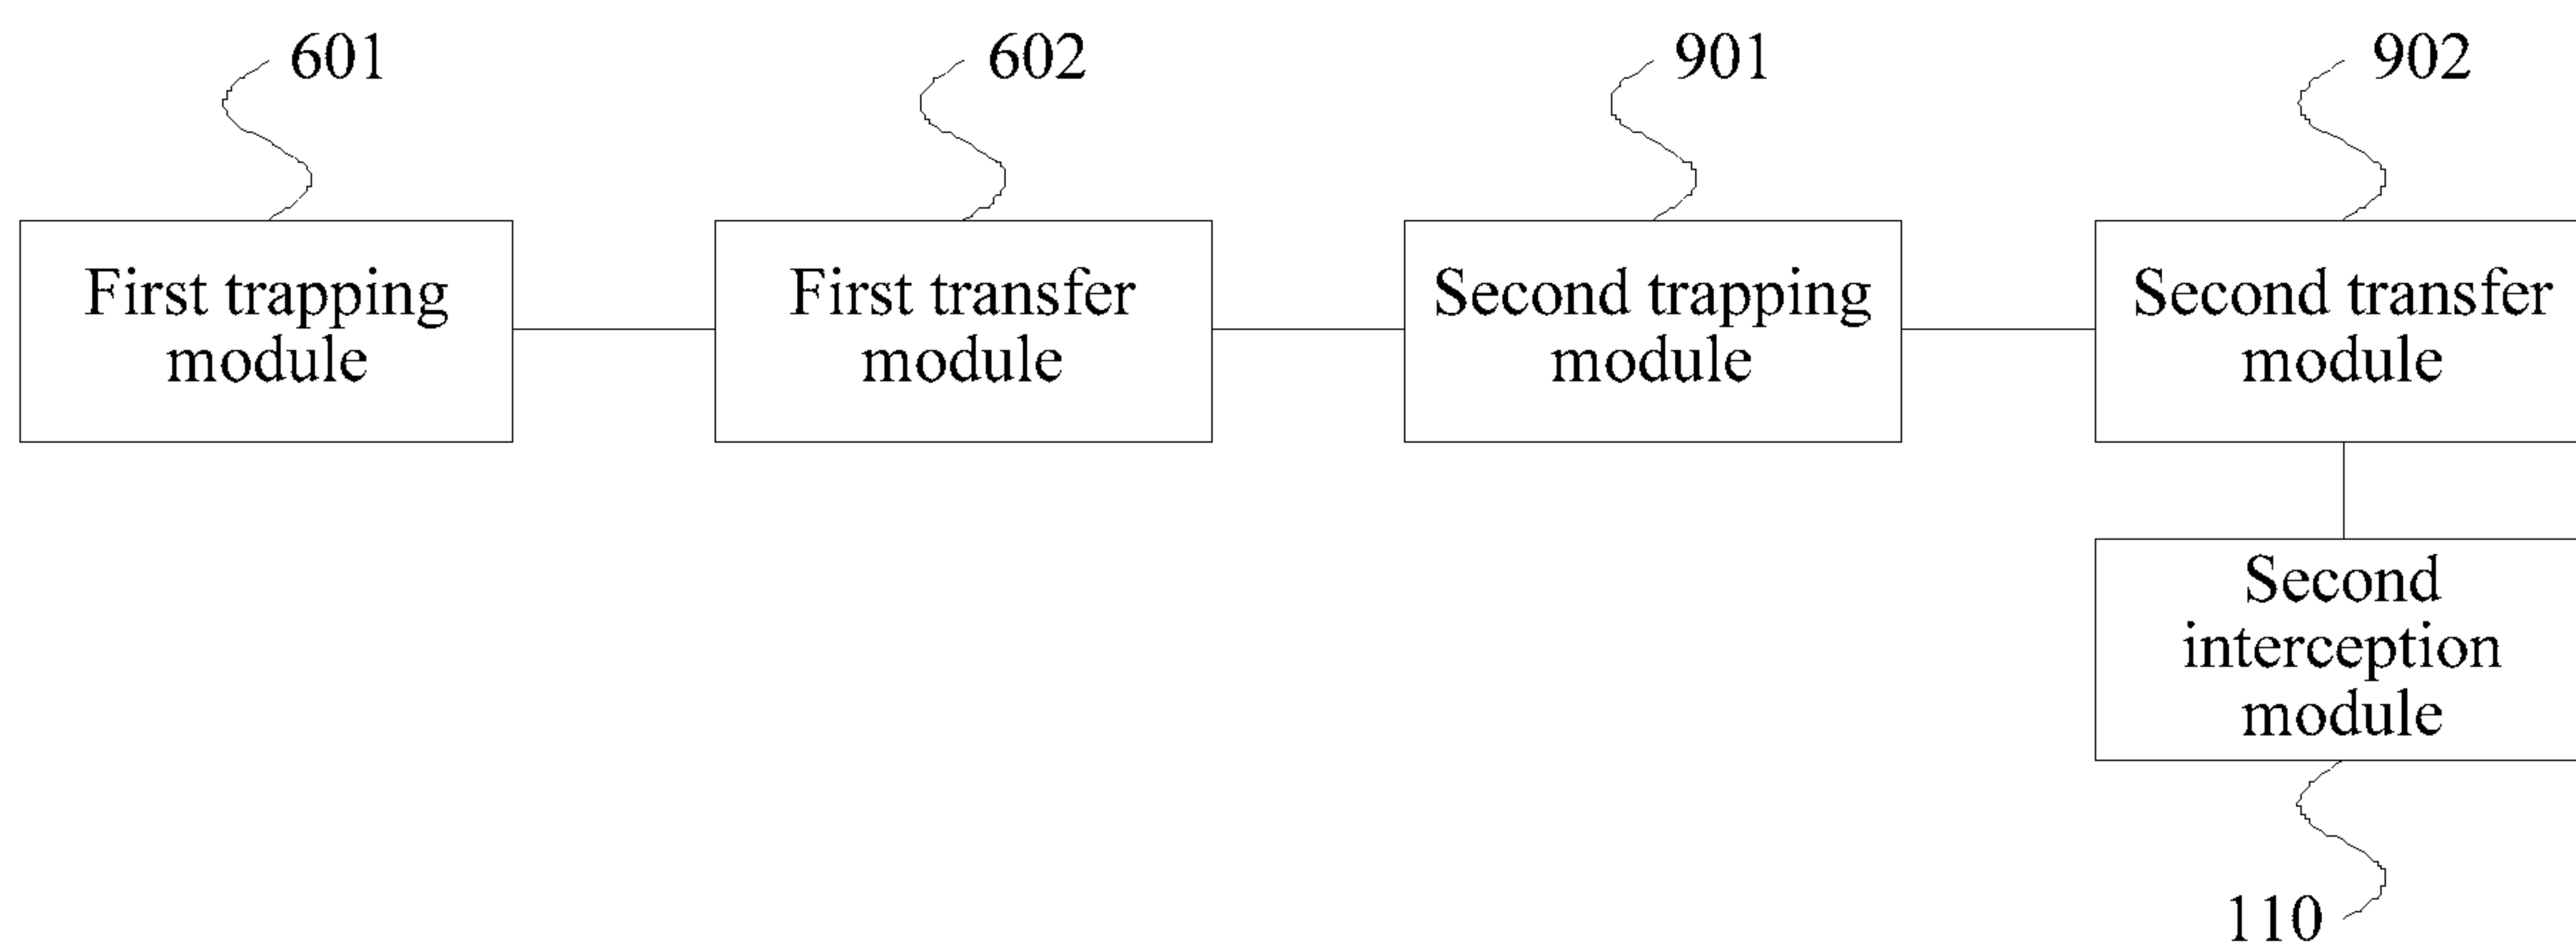 601
602
901
902
First trapping
module
First transfer
module
Second trapping
module
Second transfer
module
Second
interception
module
110